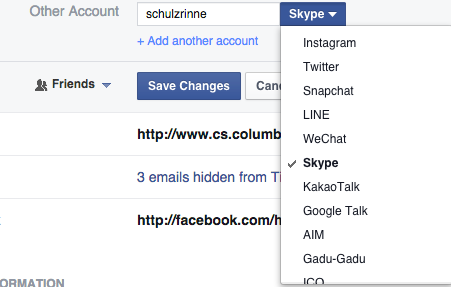 Other Account schulzrinne Skype
+ Add another account
Instagram
Twitter
Snapchat
LINE
WeChat
Skype
KakaoTalk
Google Talk
AIM
Gadu-Gadu
Friends Save Changes Canc
http://www.cs.columb
3 emails hidden from Ti
http://facebook.com/h
ORMATION